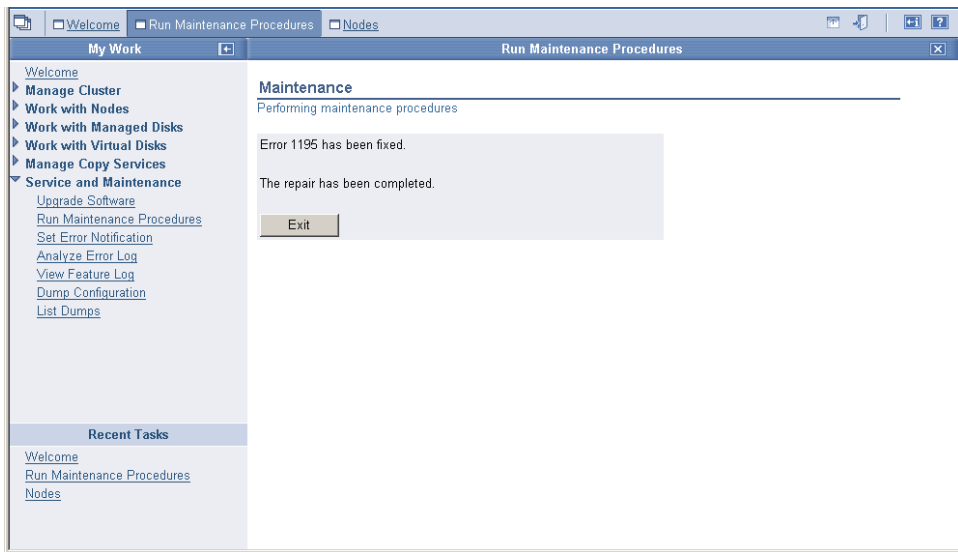 Welcome Run Maintenance Procedures Nodes
My Work
Run Maintenance Procedures
Welcome
Manage Cluster
Work with Nodes
Work with Managed Disks
Work with Virtual Disks
Manage Copy Services
Service and Maintenance
Upgrade Software
Run Maintenance Procedures
Set Error Notification
Analyze Error Log
View Feature Log
Dump Configuration
List Dumps
Recent Tasks
Welcome
Run Maintenance Procedures
Nodes
Maintenance
Performing maintenance procedures
Error 1195 has been fixed.
The repair has been completed.
Exit